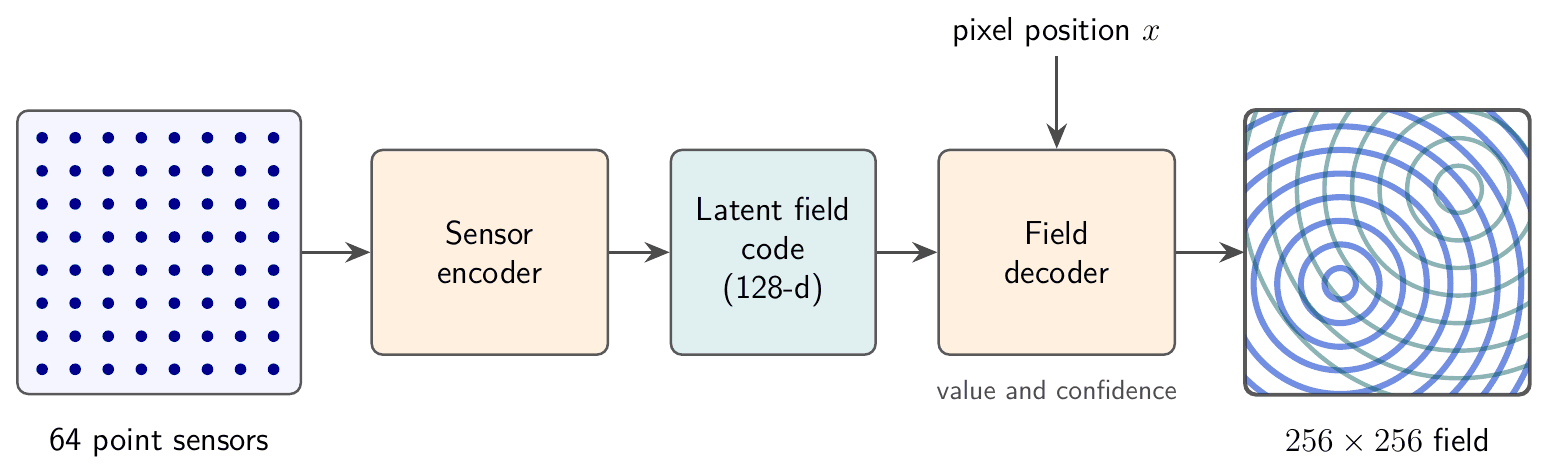 pixel position x
Sensor
encoder
Latent field
code
(128-d)
Field
decoder
value and confidence
64 point sensors
256 × 256 field